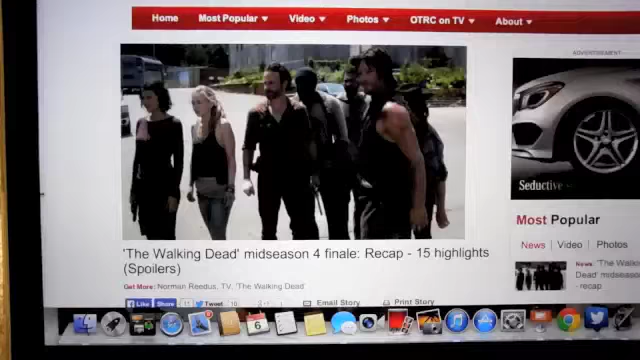 Home Most Popular Video Photos OTRC on TV About
ADVERTISEMENT
Seductive
'The Walking Dead' midseason 4 finale: Recap - 15 highlights
(Spoilers)
Get More: Norman Reedus, TV, 'The Walking Dead'
Like Share Tweet Email Story Print Story
Most Popular
News | Video | Photos
News: 'The Walking
Dead' midseason
- recap
6